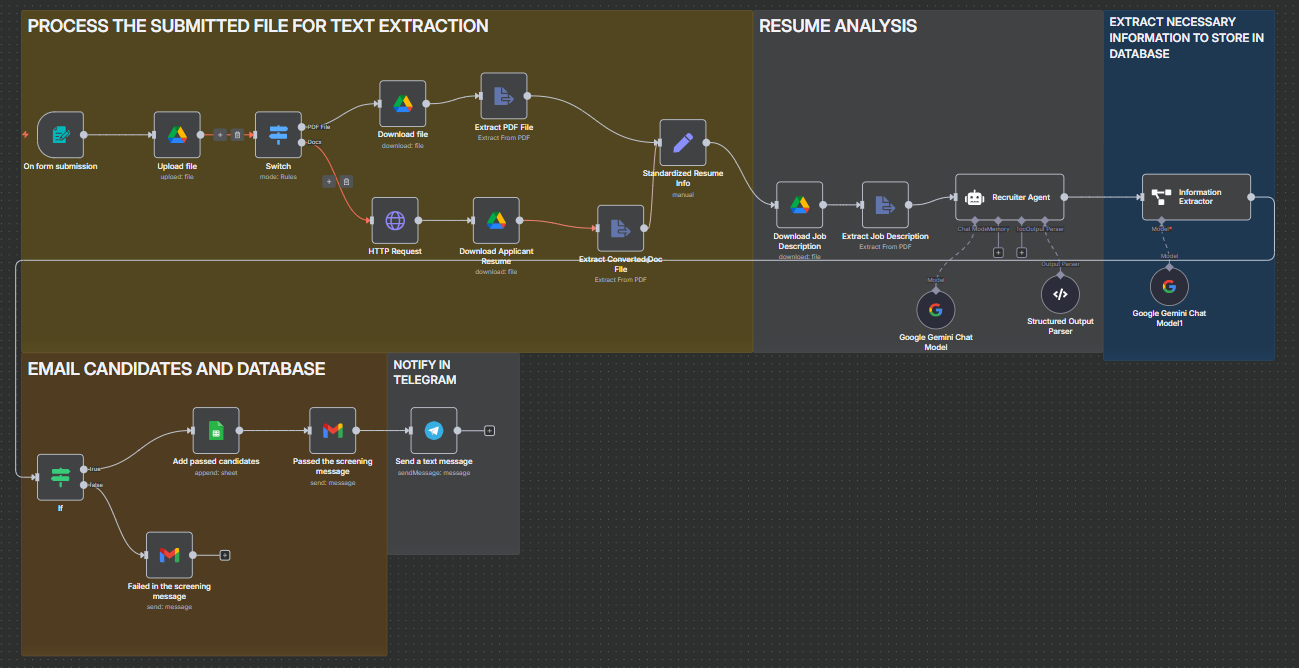 PROCESS THE SUBMITTED FILE FOR TEXT EXTRACTION
On form submission
Upload file
upload: file
Switch
mode: Rules
PDF File
Docs
Download file
download: file
Extract PDF File
Extract From PDF
HTTP Request
Download Applicant
Resume
download: file
Extract Converted Doc
File
Extract From PDF
Standardized Resume
Info
manual
RESUME ANALYSIS
Download Job
Description
download: file
Extract Job Description
Extract From PDF
Recruiter Agent
Chat Model
Memory
Tool
Output Parser
Model
Google Gemini Chat
Model
Output Parser
Structured Output
Parser
EXTRACT NECESSARY
INFORMATION TO STORE IN
DATABASE
Information
Extractor
Model*
Model
Google Gemini Chat
Model1
EMAIL CANDIDATES AND DATABASE
If
true
false
Add passed candidates
append: sheet
Passed the screening
message
send: message
Failed in the screening
message
send: message
NOTIFY IN
TELEGRAM
Send a text message
sendMessage: message